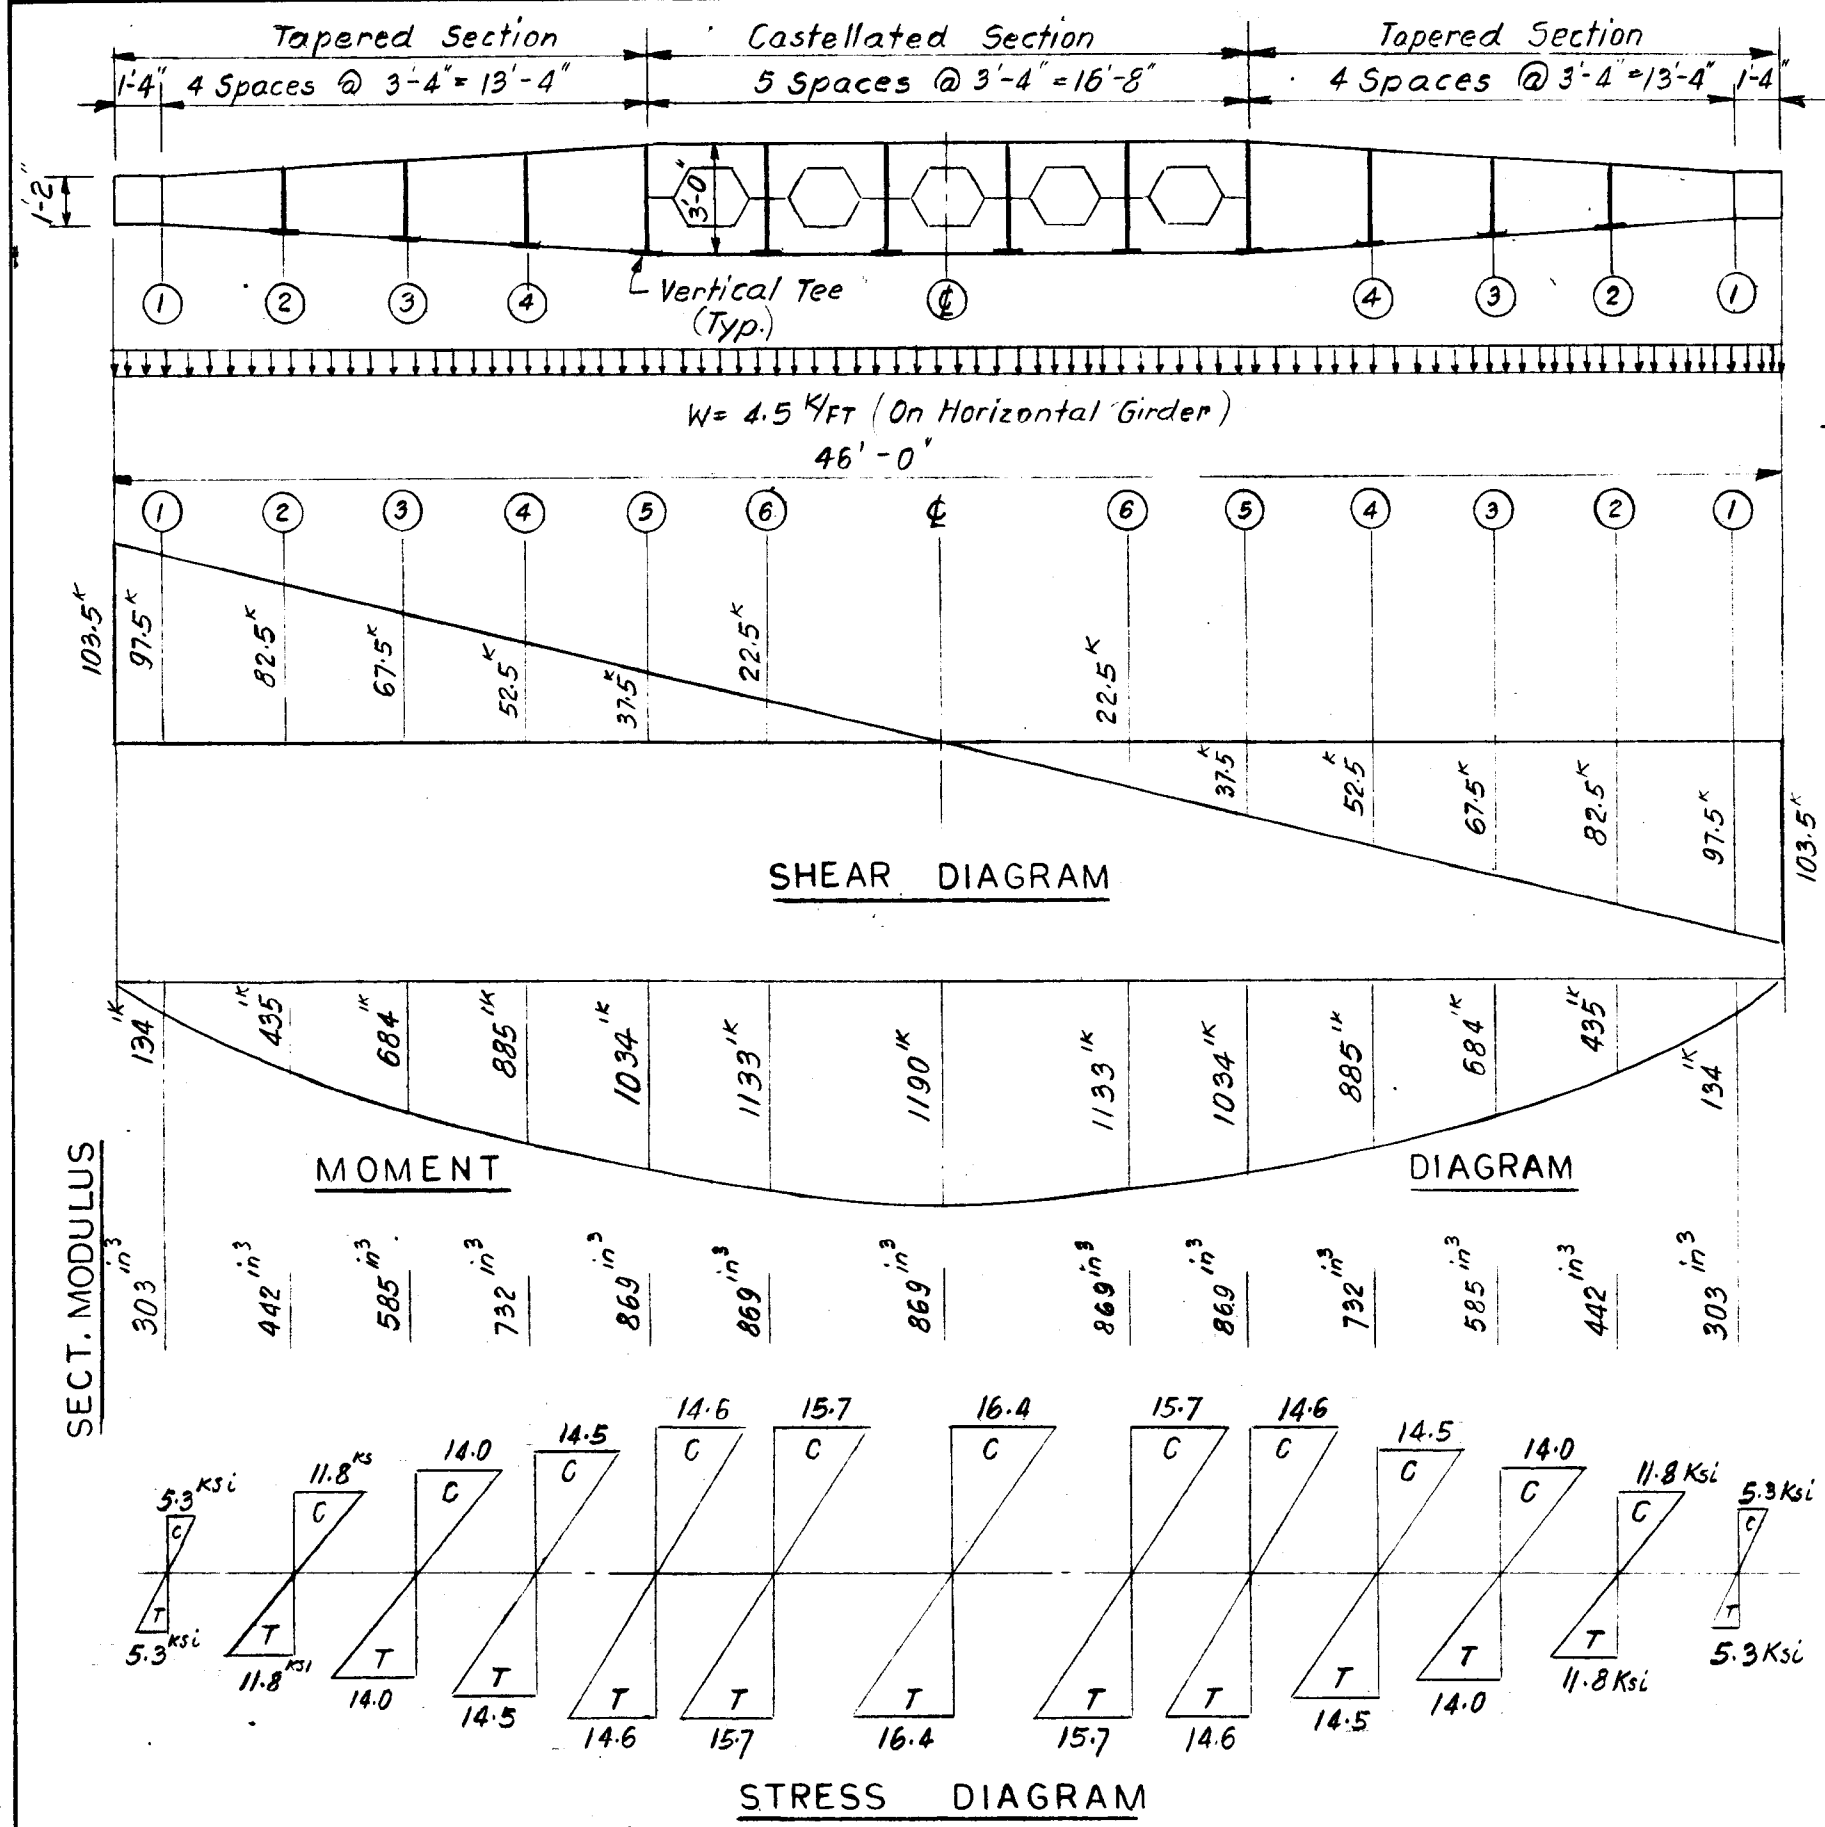 Tapered Section Castellated Section Tapered Section
1'-4" 4 Spaces @ 3'-4" = 13'-4" 5 Spaces @ 3'-4" = 16'-8" 4 Spaces @ 3'-4" = 13'-4" 1'-4"
1'-2"
3'-0"
Vertical Tee
(Typ.)
1 2 3 4 ℄ 4 3 2 1
W= 4.5 K/FT (On Horizontal Girder)
46'-0"
1 2 3 4 5 6 ℄ 6 5 4 3 2 1
103.5K 97.5K 82.5K 67.5K 52.5K 37.5K 22.5K 22.5K 37.5K 52.5K 67.5K 82.5K 97.5K 103.5K
SHEAR DIAGRAM
134'K 435'K 684'K 885'K 1034'K 1133'K 1190'K 1133'K 1034'K 885'K 684'K 435'K 134'K
MOMENT DIAGRAM
SECT. MODULUS
303 in³ 442 in³ 585 in³ 732 in³ 869 in³ 869 in³ 869 in³ 869 in³ 869 in³ 732 in³ 585 in³ 442 in³ 303 in³
5.3 Ksi 11.8 Ks 14.0 14.5 14.6 15.7 16.4 15.7 14.6 14.5 14.0 11.8 Ksi 5.3 Ksi
C C C C C C C C C C C C C
T T T T T T T T T T T T T
5.3 Ksi 11.8 Ksi 14.0 14.5 14.6 15.7 16.4 15.7 14.6 14.5 14.0 11.8 Ksi 5.3 Ksi
STRESS DIAGRAM